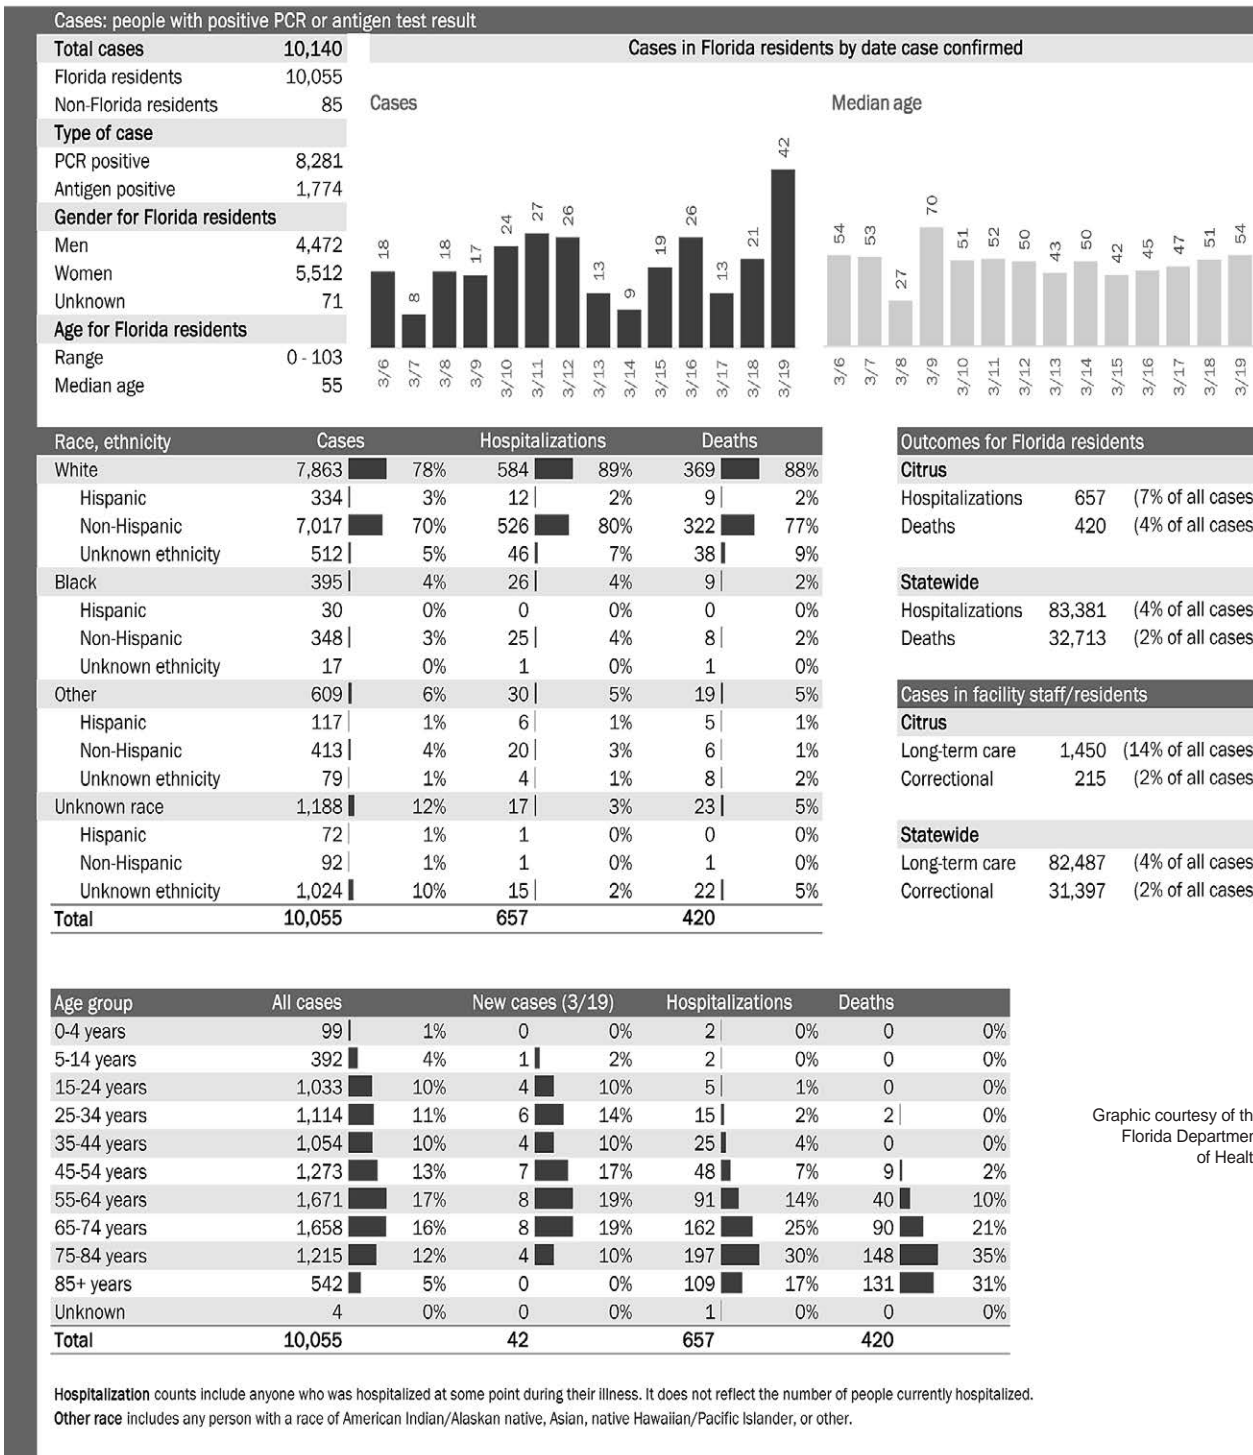 Cases: people with positive PCR or antigen test result
Total cases 10,140
Florida residents 10,055
Non-Florida residents 85
Type of case
PCR positive 8,281
Antigen positive 1,774
Gender for Florida residents
Men 4,472
Women 5,512
Unknown 71
Age for Florida residents
Range 0 - 103
Median age 55
Cases in Florida residents by date case confirmed
Cases
18 8 18 17 24 27 26 13 9 19 26 13 21 42
3/6 3/7 3/8 3/9 3/10 3/11 3/12 3/13 3/14 3/15 3/16 3/17 3/18 3/19
Median age
54 53 27 70 51 52 50 43 50 42 45 47 51 54
3/6 3/7 3/8 3/9 3/10 3/11 3/12 3/13 3/14 3/15 3/16 3/17 3/18 3/19
Race, ethnicity Cases Hospitalizations Deaths
White 7,863 78% 584 89% 369 88%
Hispanic 334 3% 12 2% 9 2%
Non-Hispanic 7,017 70% 526 80% 322 77%
Unknown ethnicity 512 5% 46 7% 38 9%
Black 395 4% 26 4% 9 2%
Hispanic 30 0% 0 0% 0 0%
Non-Hispanic 348 3% 25 4% 8 2%
Unknown ethnicity 17 0% 1 0% 1 0%
Other 609 6% 30 5% 19 5%
Hispanic 117 1% 6 1% 5 1%
Non-Hispanic 413 4% 20 3% 6 1%
Unknown ethnicity 79 1% 4 1% 8 2%
Unknown race 1,188 12% 17 3% 23 5%
Hispanic 72 1% 1 0% 0 0%
Non-Hispanic 92 1% 1 0% 1 0%
Unknown ethnicity 1,024 10% 15 2% 22 5%
Total 10,055 657 420
Outcomes for Florida residents
Citrus
Hospitalizations 657 (7% of all cases
Deaths 420 (4% of all cases
Statewide
Hospitalizations 83,381 (4% of all cases
Deaths 32,713 (2% of all cases
Cases in facility staff/residents
Citrus
Long-term care 1,450 (14% of all cases
Correctional 215 (2% of all cases
Statewide
Long-term care 82,487 (4% of all cases
Correctional 31,397 (2% of all cases
Age group All cases New cases (3/19) Hospitalizations Deaths
0-4 years 99 1% 0 0% 2 0% 0 0%
5-14 years 392 4% 1 2% 2 0% 0 0%
15-24 years 1,033 10% 4 10% 5 1% 0 0%
25-34 years 1,114 11% 6 14% 15 2% 2 0%
35-44 years 1,054 10% 4 10% 25 4% 0 0%
45-54 years 1,273 13% 7 17% 48 7% 9 2%
55-64 years 1,671 17% 8 19% 91 14% 40 10%
65-74 years 1,658 16% 8 19% 162 25% 90 21%
75-84 years 1,215 12% 4 10% 197 30% 148 35%
85+ years 542 5% 0 0% 109 17% 131 31%
Unknown 4 0% 0 0% 1 0% 0 0%
Total 10,055 42 657 420
Graphic courtesy of th
Florida Departmer
of Healt
Hospitalization counts include anyone who was hospitalized at some point during their illness. It does not reflect the number of people currently hospitalized.
Other race includes any person with a race of American Indian/Alaskan native, Asian, native Hawaiian/Pacific Islander, or other.